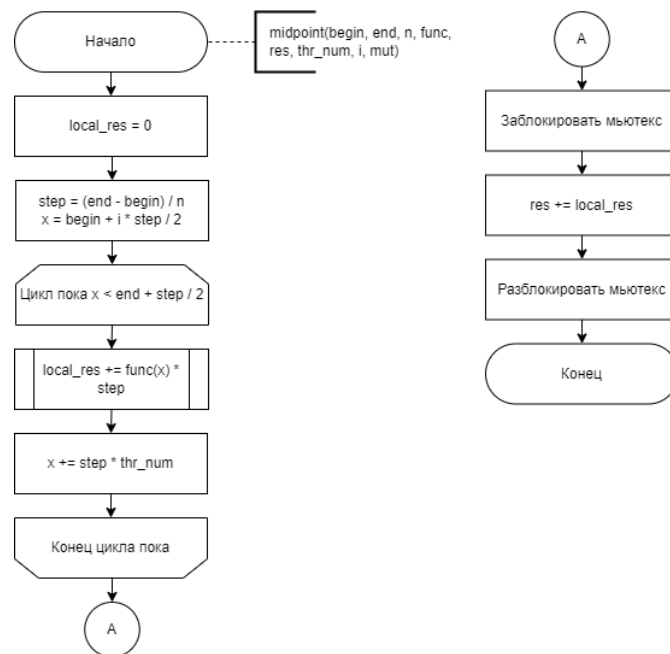 Начало
midpoint(begin, end, n, func,
res, thr_num, i, mut)
local_res = 0
step = (end - begin) / n
x = begin + i * step / 2
Цикл пока x < end + step / 2
local_res += func(x) *
step
x += step * thr_num
Конец цикла пока
A
A
Заблокировать мьютекс
res += local_res
Разблокировать мьютекс
Конец